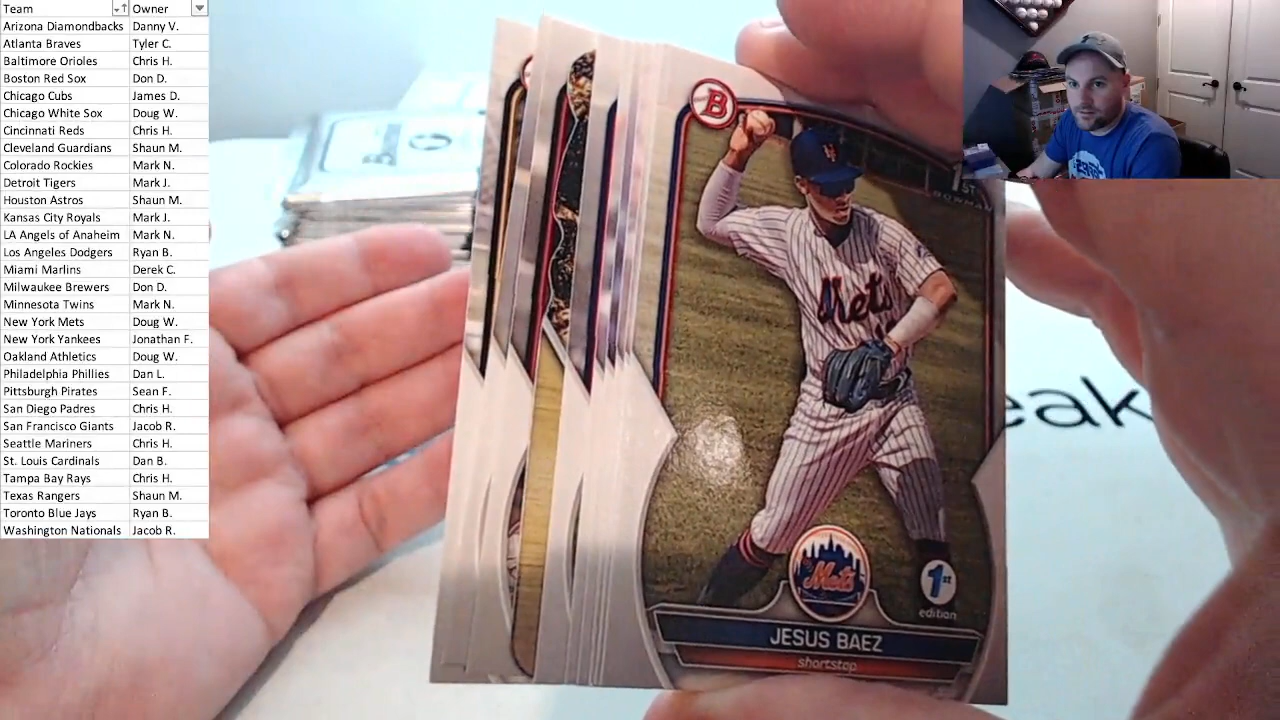 Team Owner
Arizona Diamondbacks Danny V.
Atlanta Braves Tyler C.
Baltimore Orioles Chris H.
Boston Red Sox Don D.
Chicago Cubs James D.
Chicago White Sox Doug W.
Cincinnati Reds Chris H.
Cleveland Guardians Shaun M.
Colorado Rockies Mark N.
Detroit Tigers Mark J.
Houston Astros Shaun M.
Kansas City Royals Mark J.
LA Angels of Anaheim Mark N.
Los Angeles Dodgers Ryan B.
Miami Marlins Derek C.
Milwaukee Brewers Don D.
Minnesota Twins Mark N.
New York Mets Doug W.
New York Yankees Jonathan F.
Oakland Athletics Doug W.
Philadelphia Phillies Dan L.
Pittsburgh Pirates Sean F.
San Diego Padres Chris H.
San Francisco Giants Jacob R.
Seattle Mariners Chris H.
St. Louis Cardinals Dan B.
Tampa Bay Rays Chris H.
Texas Rangers Shaun M.
Toronto Blue Jays Ryan B.
Washington Nationals Jacob R.
B
1ST
BOWMAN
Mets
Mets
1st
edition
JESUS BAEZ
shortstop
eak